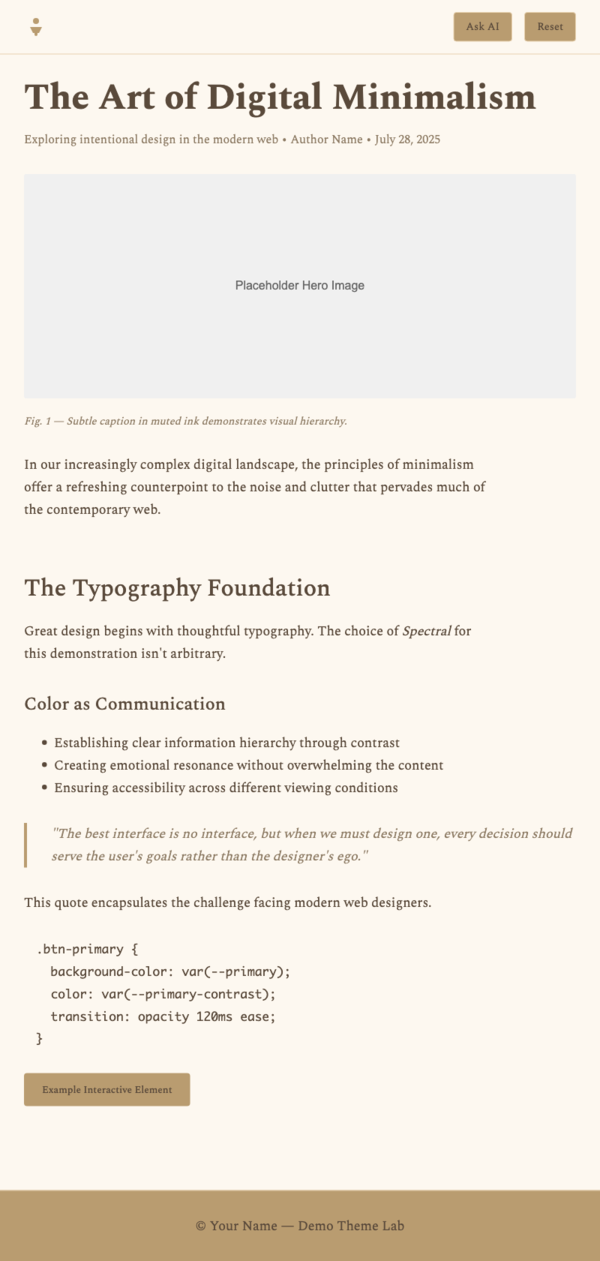 Ask AI
Reset
The Art of Digital Minimalism
Exploring intentional design in the modern web • Author Name • July 28, 2025
Placeholder Hero Image
Fig. 1 — Subtle caption in muted ink demonstrates visual hierarchy.
In our increasingly complex digital landscape, the principles of minimalism
offer a refreshing counterpoint to the noise and clutter that pervades much of
the contemporary web.
The Typography Foundation
Great design begins with thoughtful typography. The choice of Spectral for
this demonstration isn't arbitrary.
Color as Communication
• Establishing clear information hierarchy through contrast
• Creating emotional resonance without overwhelming the content
• Ensuring accessibility across different viewing conditions
"The best interface is no interface, but when we must design one, every decision should
serve the user's goals rather than the designer's ego."
This quote encapsulates the challenge facing modern web designers.
.btn-primary {
  background-color: var(--primary);
  color: var(--primary-contrast);
  transition: opacity 120ms ease;
}
Example Interactive Element
© Your Name — Demo Theme Lab